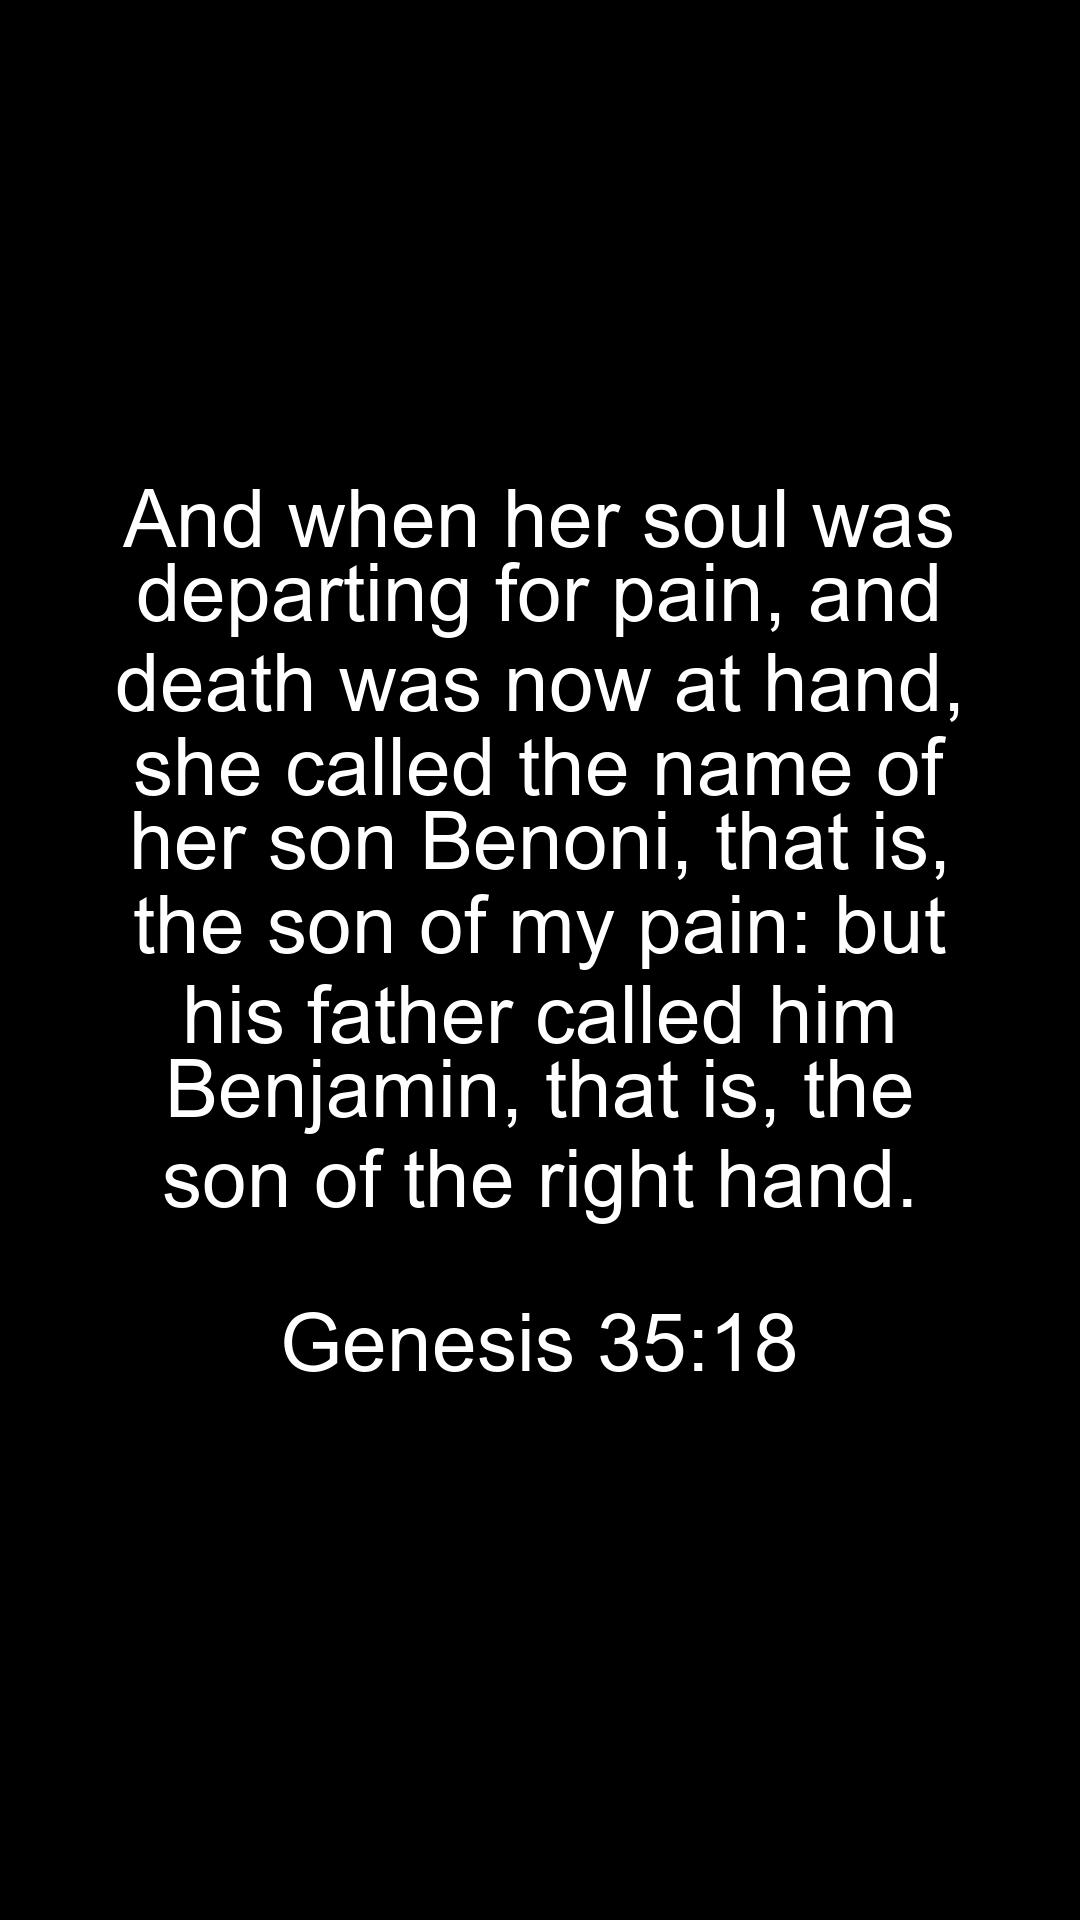 And when her soul was
departing for pain, and
death was now at hand,
she called the name of
her son Benoni, that is,
the son of my pain: but
his father called him
Benjamin, that is, the
son of the right hand.
Genesis 35:18